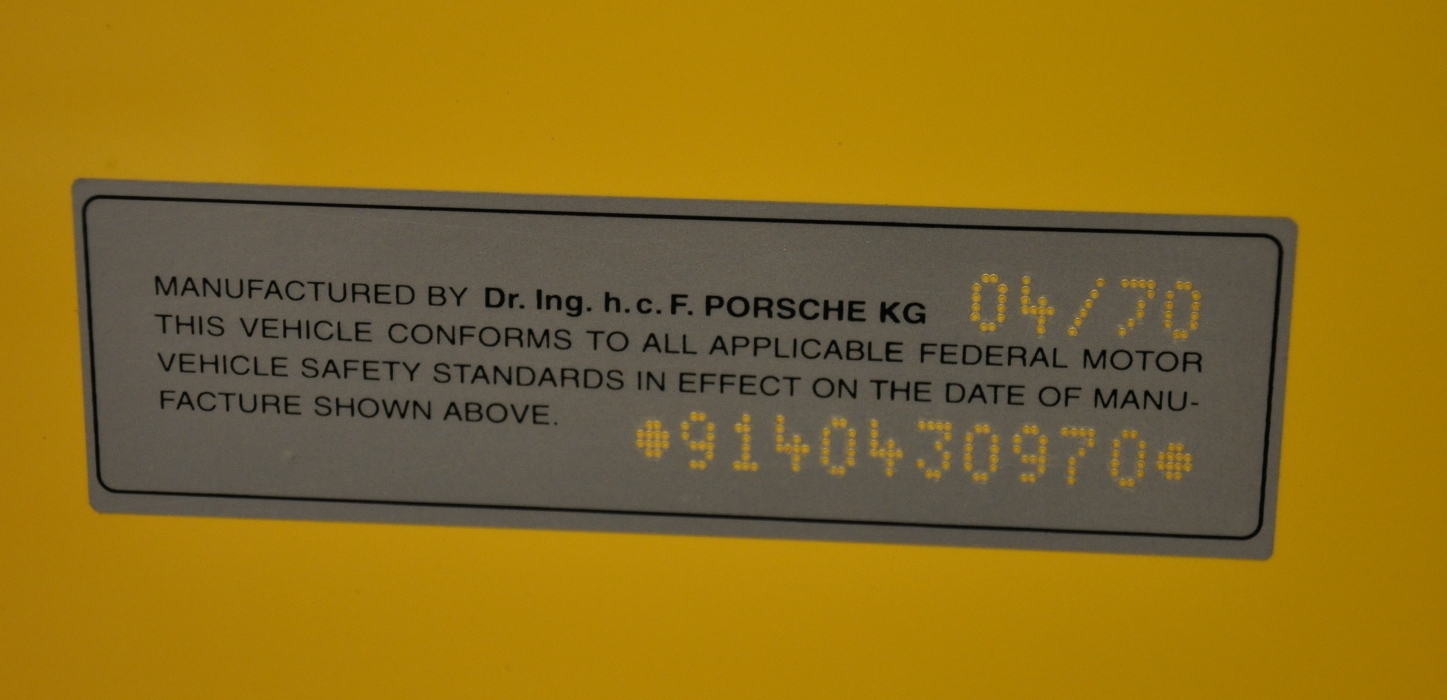 MANUFACTURED BY Dr. Ing. h.c. F. PORSCHE KG 04/70
THIS VEHICLE CONFORMS TO ALL APPLICABLE FEDERAL MOTOR
VEHICLE SAFETY STANDARDS IN EFFECT ON THE DATE OF MANU-
FACTURE SHOWN ABOVE.
*9140430970*